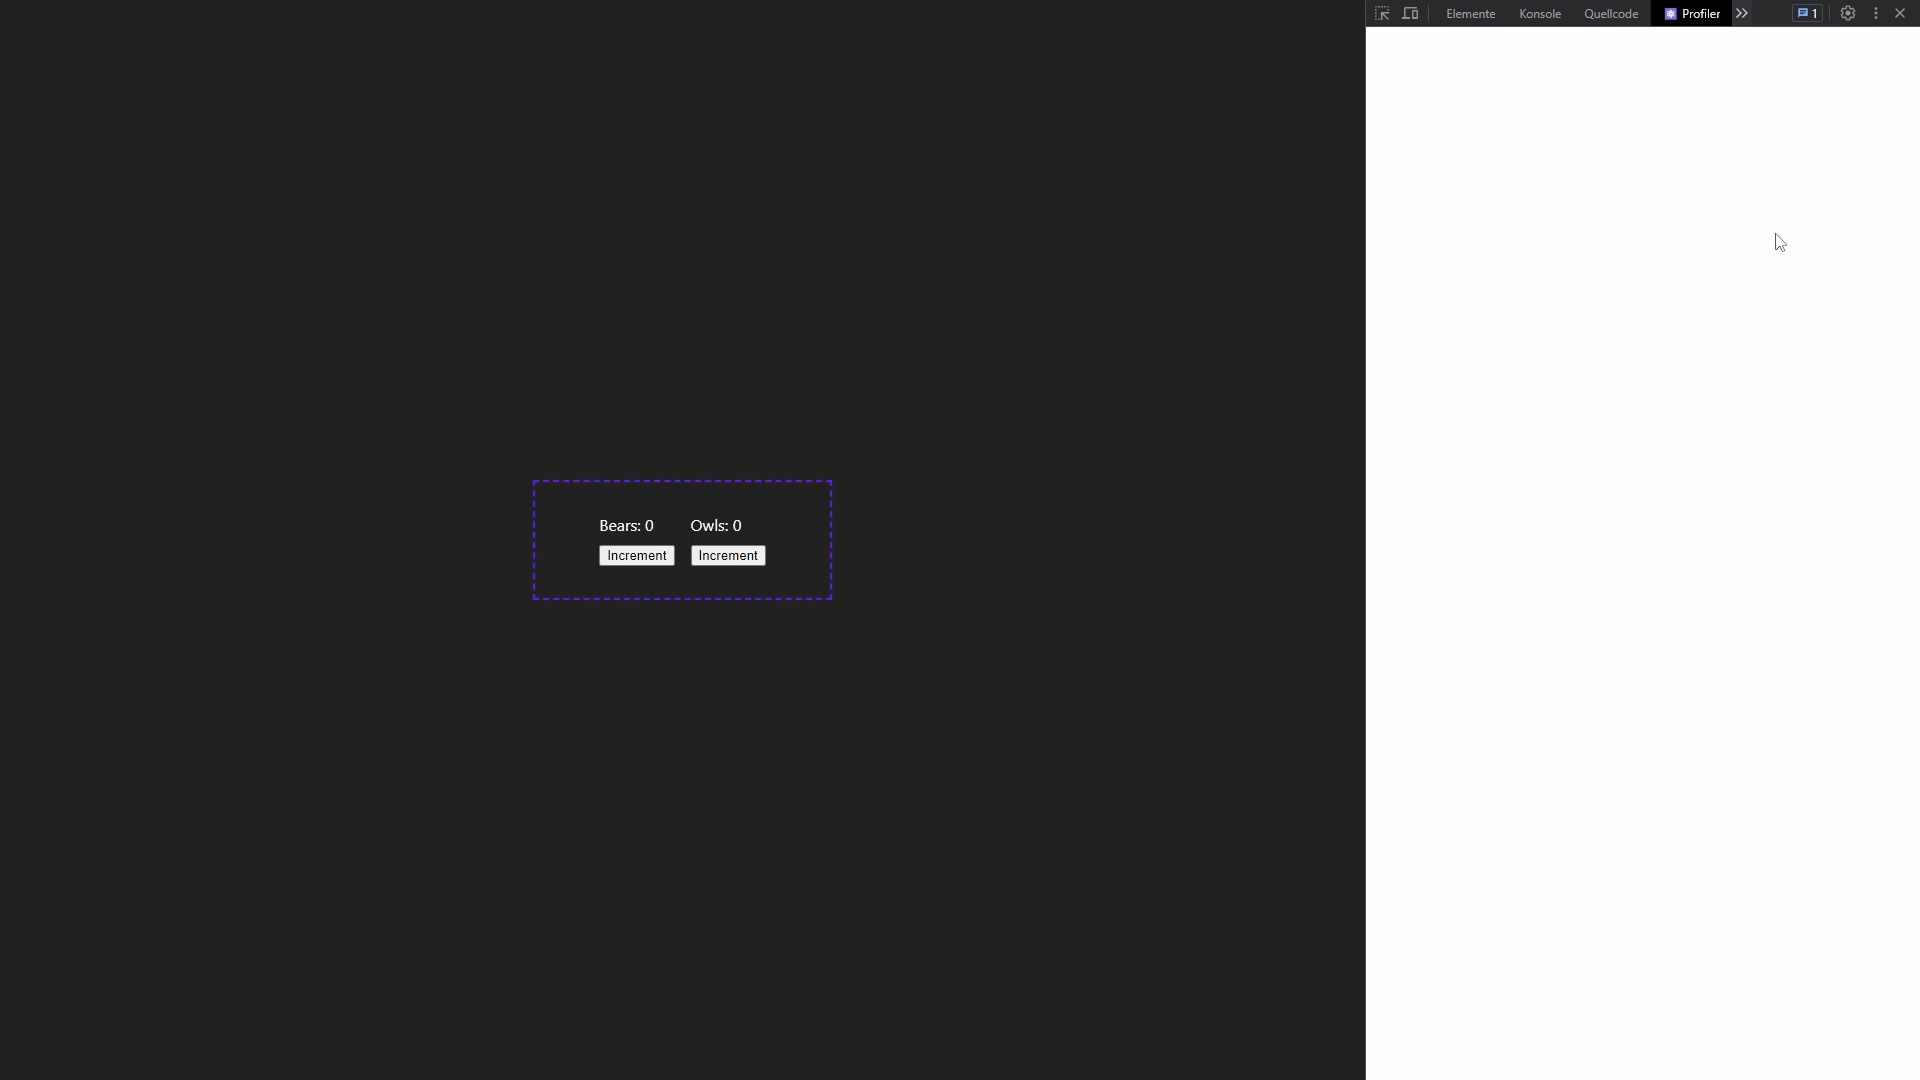 Elemente Konsole Quellcode Profiler 1
Bears: 0 Owls: 0
Increment Increment